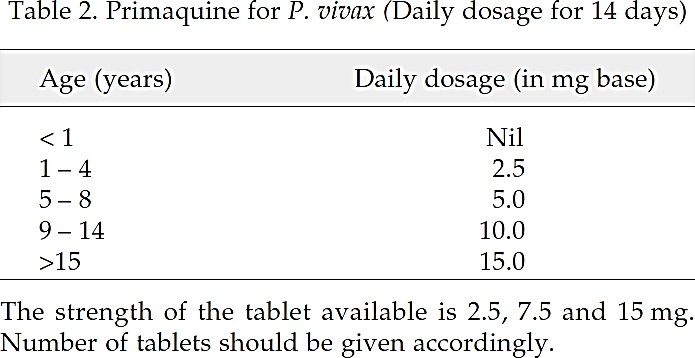 Table 2. Primaquine for P. vivax (Daily dosage for 14 days)
Age (years) Daily dosage (in mg base)
< 1 Nil
1 – 4 2.5
5 – 8 5.0
9 – 14 10.0
>15 15.0
The strength of the tablet available is 2.5, 7.5 and 15 mg.
Number of tablets should be given accordingly.